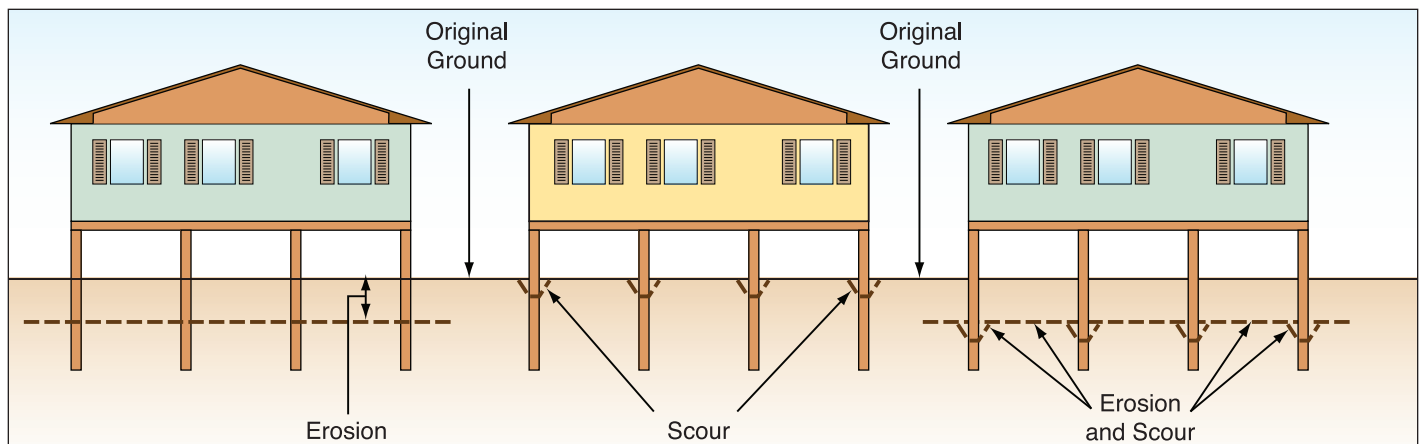 Original
Ground
Original
Ground
Erosion
Scour
Erosion
and Scour